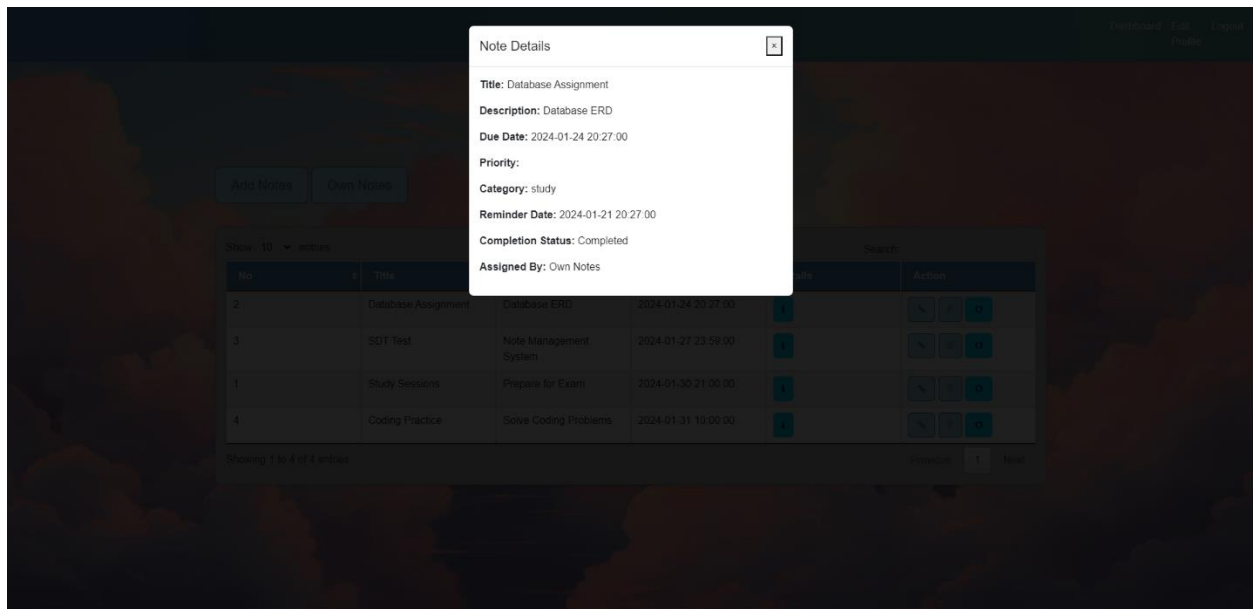 Dashboard Edit Logout
Profile
Note Details ×
Title: Database Assignment
Description: Database ERD
Due Date: 2024-01-24 20:27:00
Priority:
Category: study
Reminder Date: 2024-01-21 20:27:00
Completion Status: Completed
Assigned By: Own Notes
Add Notes Own Notes
Show 10 entries Search:
No Title Action
2 Database Assignment Database ERD 2024-01-24 20:27:00
3 SDT Test Note Management 2024-01-27 23:59:00
System
1 Study Sessions Prepare for Exam 2024-01-30 21:00:00
4 Coding Practice Solve Coding Problems 2024-01-31 10:00:00
Showing 1 to 4 of 4 entries Previous 1 Next